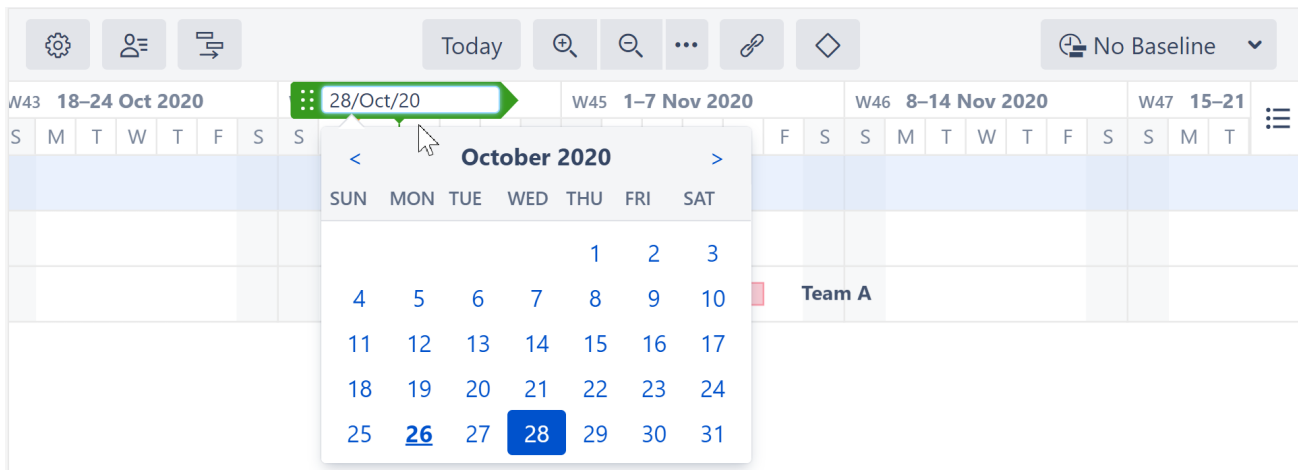 Today ••• No Baseline
W43 18–24 Oct 2020 28/Oct/20 W45 1–7 Nov 2020 W46 8–14 Nov 2020 W47 15–21
S M T W T F S S F S S M T W T F S S M T
< October 2020 >
SUN MON TUE WED THU FRI SAT
1 2 3
4 5 6 7 8 9 10
Team A
11 12 13 14 15 16 17
18 19 20 21 22 23 24
25 26 27 28 29 30 31